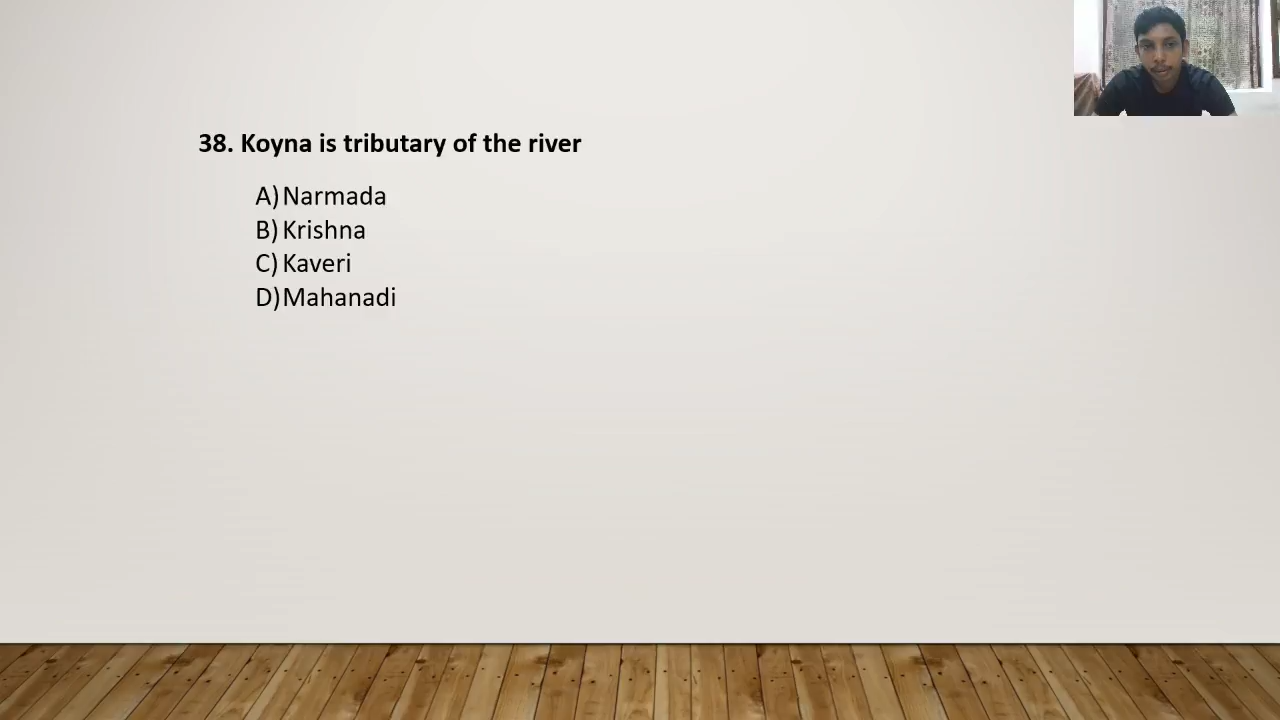 38. Koyna is tributary of the river
A) Narmada
B) Krishna
C) Kaveri
D) Mahanadi